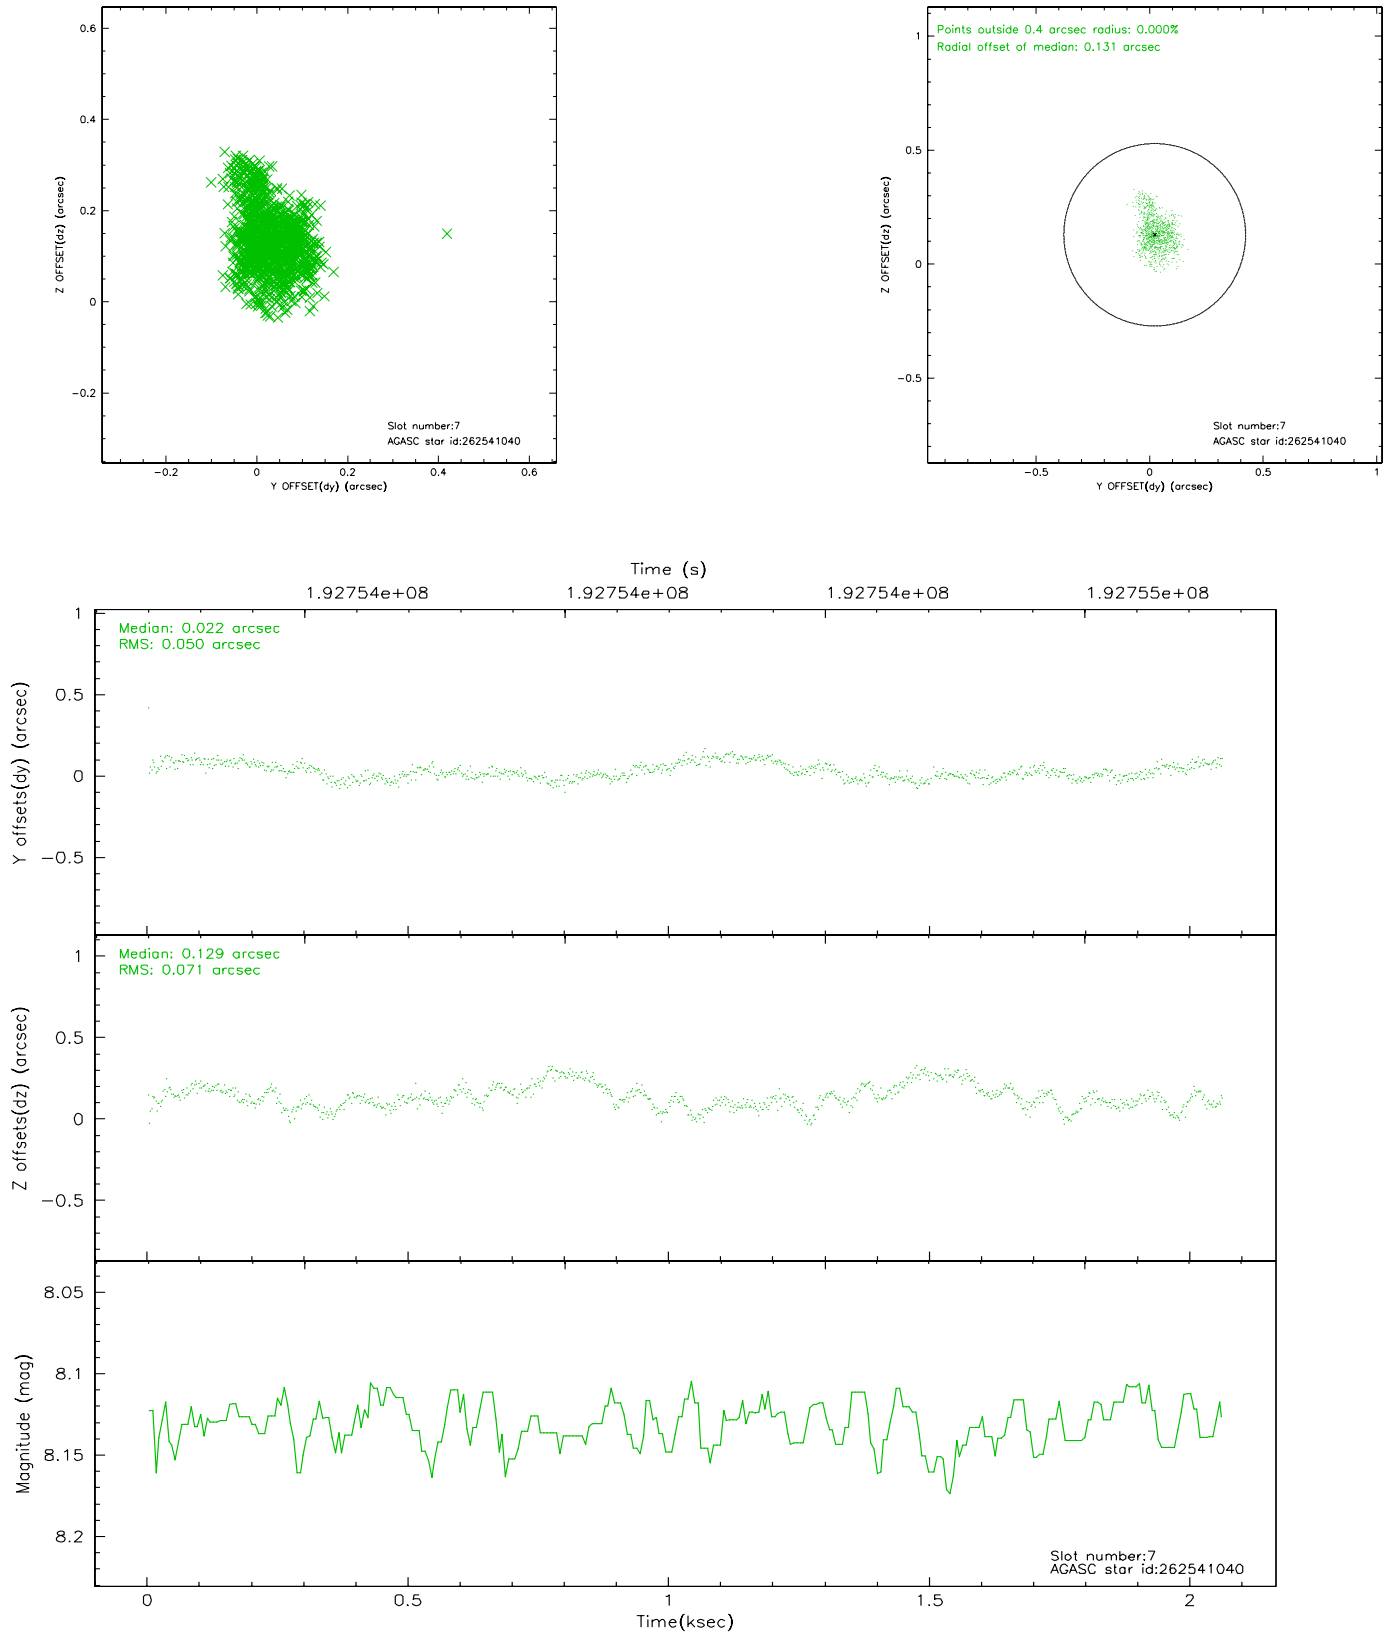 0.6
0.4
0.2
0
−0.2
Z OFFSET(dz) (arcsec)
Slot number:7
AGASC star id:262541040
−0.2 0 0.2 0.4 0.6
Y OFFSET(dy) (arcsec)
Points outside 0.4 arcsec radius: 0.000%
Radial offset of median: 0.131 arcsec
1
0.5
0
−0.5
Z OFFSET(dz) (arcsec)
Slot number:7
AGASC star id:262541040
−0.5 0 0.5 1
Y OFFSET(dy) (arcsec)
Time (s)
1.92754e+08 1.92754e+08 1.92754e+08 1.92755e+08
Median: 0.022 arcsec
RMS: 0.050 arcsec
1
0.5
0
−0.5
Y offsets(dy) (arcsec)
Median: 0.129 arcsec
RMS: 0.071 arcsec
1
0.5
0
−0.5
Z offsets(dz) (arcsec)
8.05
8.1
8.15
8.2
Magnitude (mag)
Slot number:7
AGASC star id:262541040
0 0.5 1 1.5 2
Time(ksec)